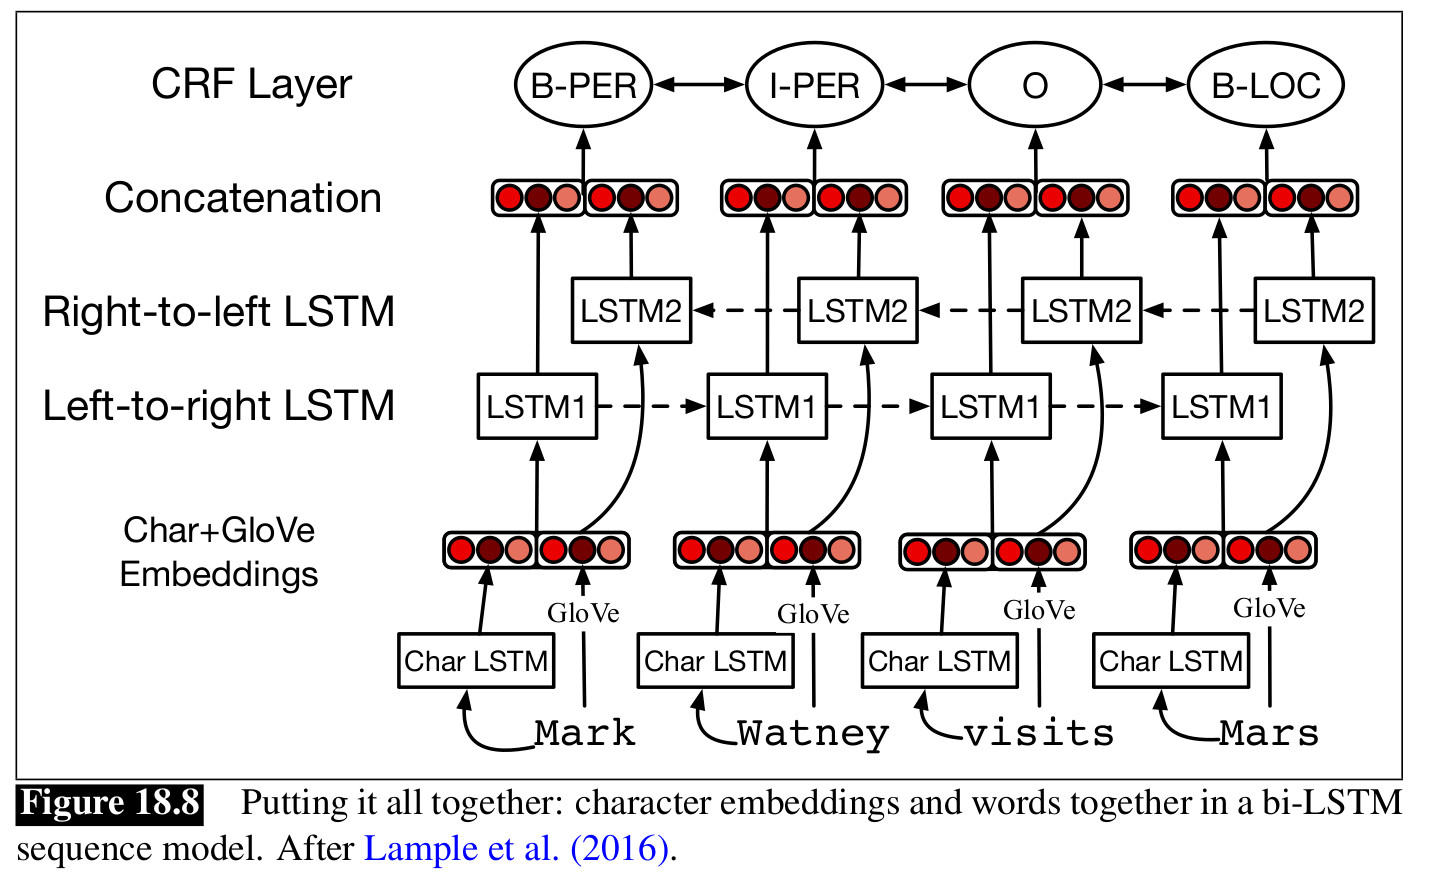 CRF Layer B-PER I-PER O B-LOC
Concatenation
Right-to-left LSTM LSTM2 LSTM2 LSTM2 LSTM2
Left-to-right LSTM LSTM1 LSTM1 LSTM1 LSTM1
Char+GloVe
Embeddings
GloVe GloVe GloVe GloVe
Char LSTM Char LSTM Char LSTM Char LSTM
Mark Watney visits Mars
Figure 18.8 Putting it all together: character embeddings and words together in a bi-LSTM
sequence model. After Lample et al. (2016).